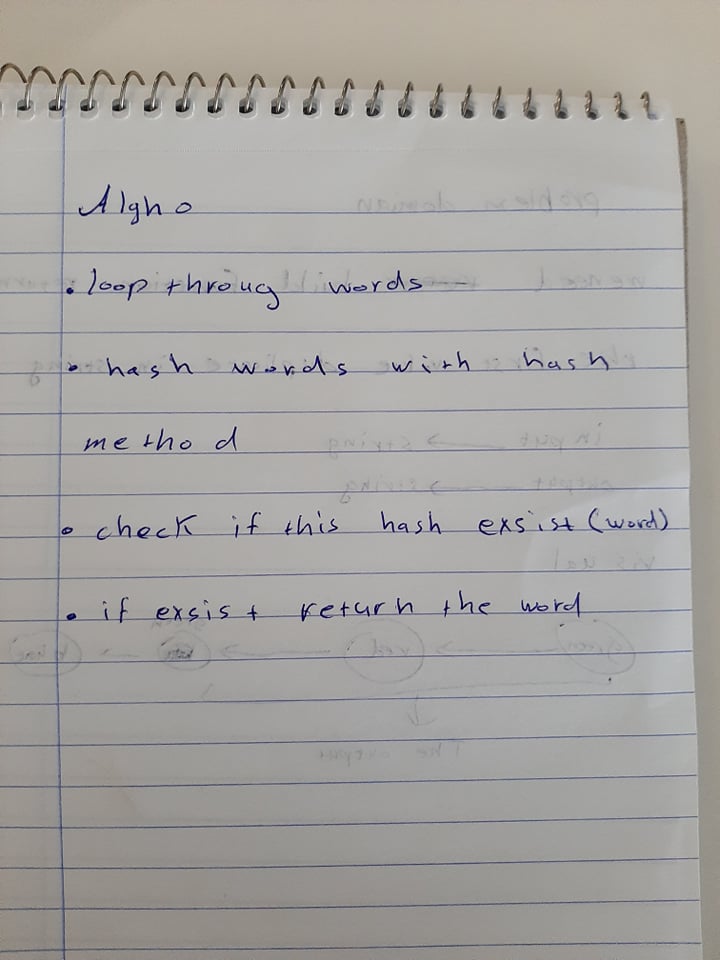 Algho
• loop throug words
• hash words with hash
method
• check if this hash exsist (word)
• if exsist return the word